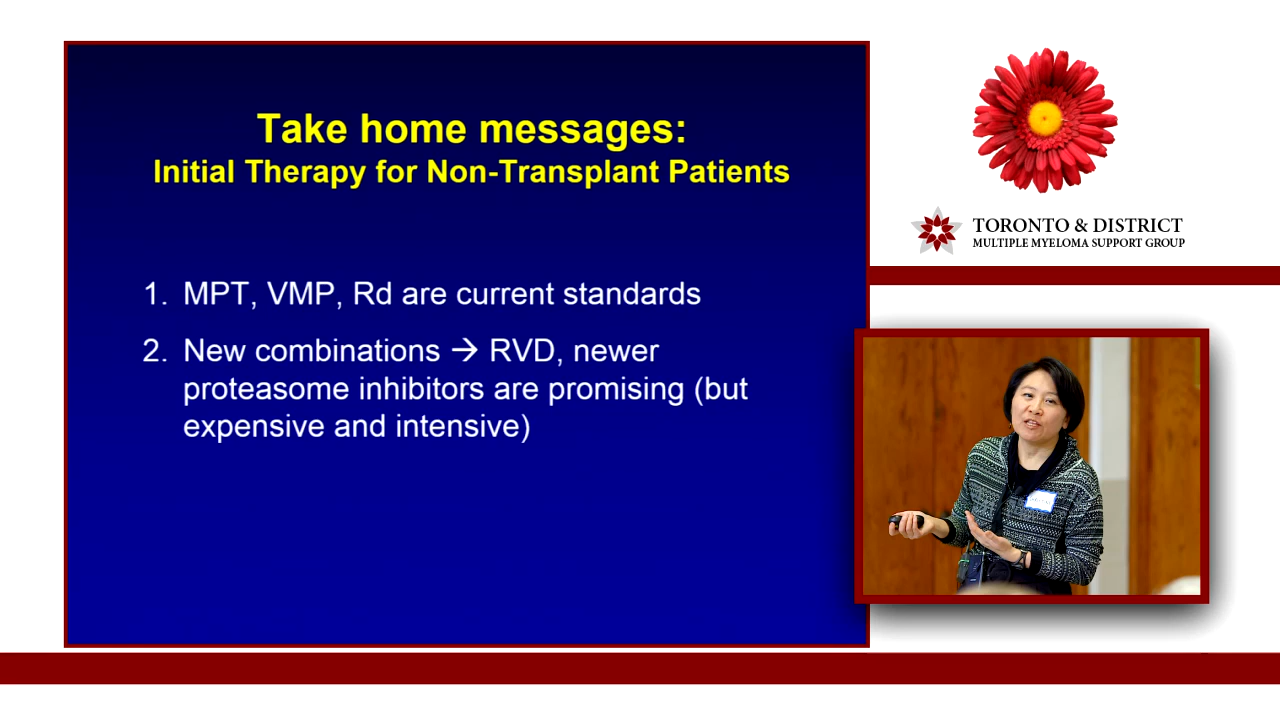 Take home messages:
Initial Therapy for Non-Transplant Patients
1. MPT, VMP, Rd are current standards
2. New combinations → RVD, newer
proteasome inhibitors are promising (but
expensive and intensive)
TORONTO & DISTRICT
MULTIPLE MYELOMA SUPPORT GROUP